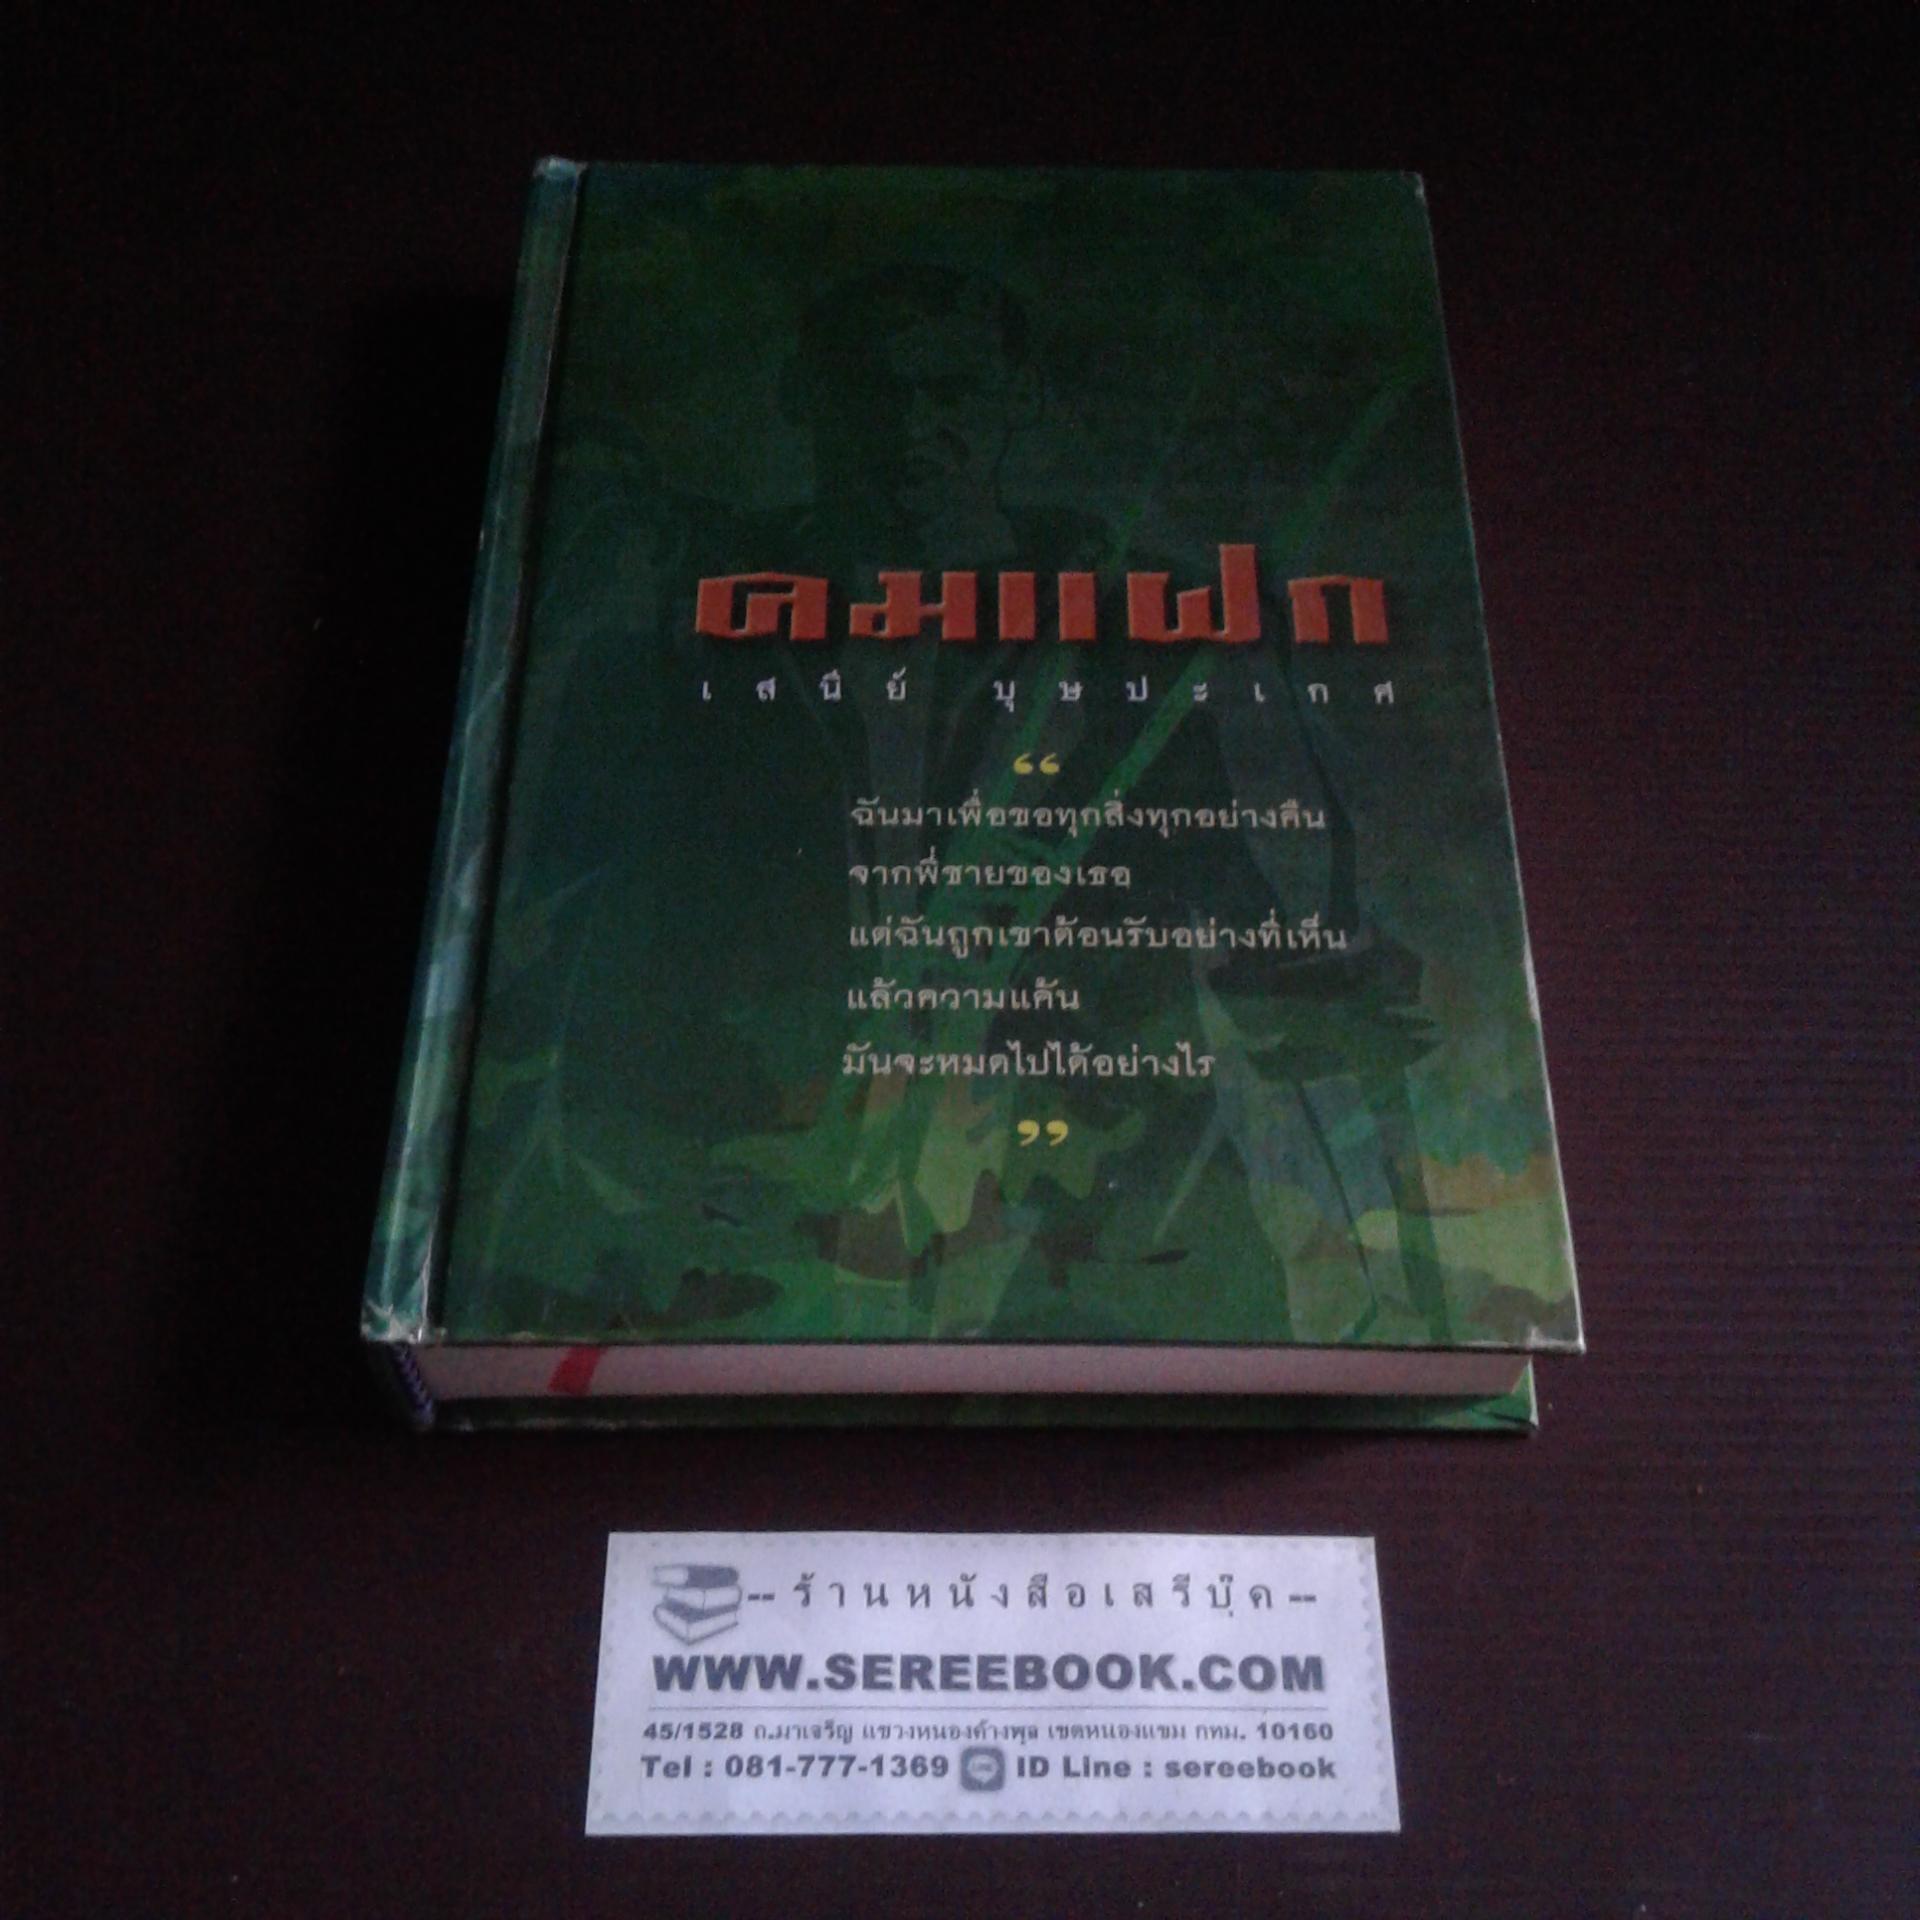 คมแฝก
เสนีย์ บุษปะเกศ
“
ฉันมาเพื่อขอทุกสิ่งทุกอย่างคืน
จากพี่ชายของเธอ
แต่ฉันถูกเขาต้อนรับอย่างที่เห็น
แล้วความแค้น
มันจะหมดไปได้อย่างไร
”
--ร้านหนังสือเสรีบุ๊ค--
WWW.SEREEBOOK.COM
45/1528 ถ.มาเจริญ แขวงหนองค้างพลู เขตหนองแขม กทม. 10160
Tel : 081-777-1369 ID Line : sereebook